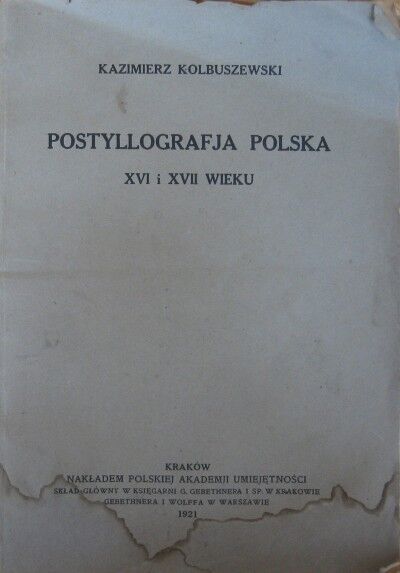 KAZIMIERZ KOLBUSZEWSKI
POSTYLLOGRAFJA POLSKA
XVI i XVII WIEKU
KRAKÓW
NAKŁADEM POLSKIEJ AKADEMJI UMIEJĘTNOŚCI
SKŁAD GŁÓWNY W KSIĘGARNI G. GEBETHNERA I SP. W KRAKOWIE
GEBETHNERA I WOLFFA W WARSZAWIE
1921